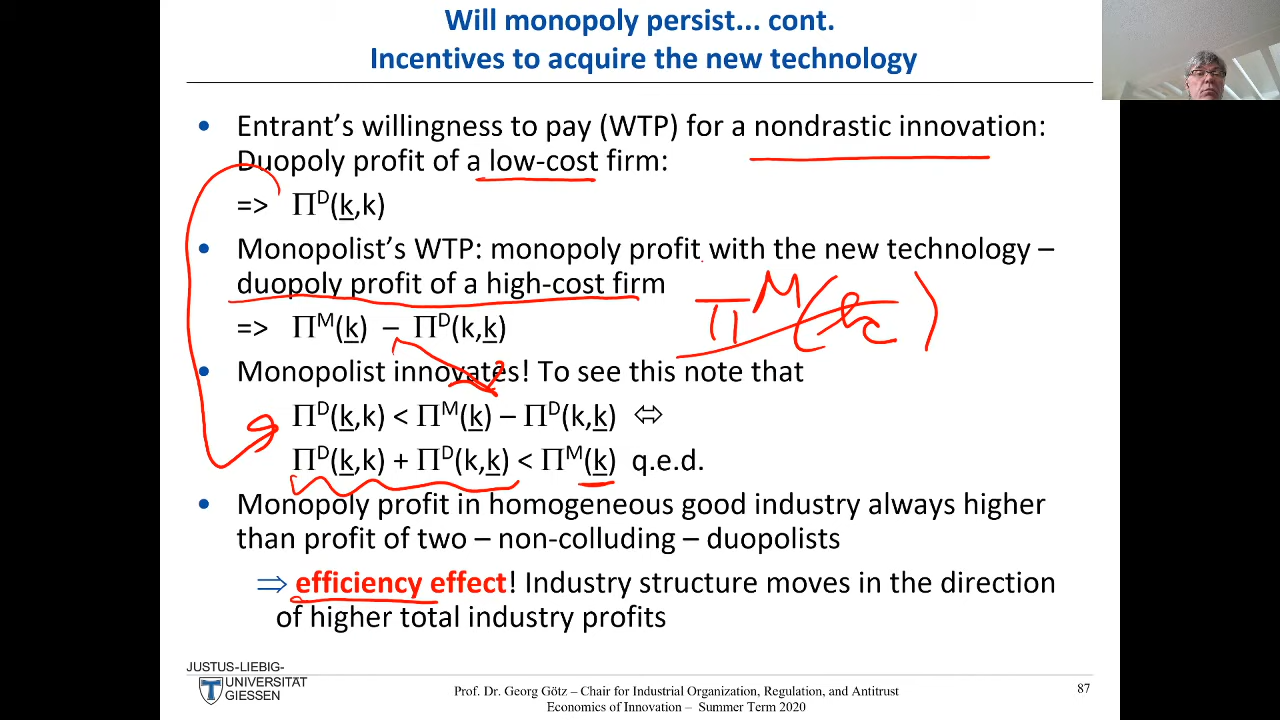 Will monopoly persist... cont.
Incentives to acquire the new technology
• Entrant's willingness to pay (WTP) for a nondrastic innovation:
Duopoly profit of a low-cost firm:
=> Π^D(k̲,k)
• Monopolist's WTP: monopoly profit with the new technology –
duopoly profit of a high-cost firm
=> Π^M(k̲) – Π^D(k,k̲)
Π^M(k)
• Monopolist innovates! To see this note that
Π^D(k̲,k) < Π^M(k̲) – Π^D(k,k̲) ⇔
Π^D(k̲,k) + Π^D(k,k̲) < Π^M(k̲) q.e.d.
• Monopoly profit in homogeneous good industry always higher
than profit of two – non-colluding – duopolists
⇒ efficiency effect! Industry structure moves in the direction
of higher total industry profits
JUSTUS-LIEBIG-
UNIVERSITÄT
GIESSEN
Prof. Dr. Georg Götz – Chair for Industrial Organization, Regulation, and Antitrust
Economics of Innovation – Summer Term 2020
87